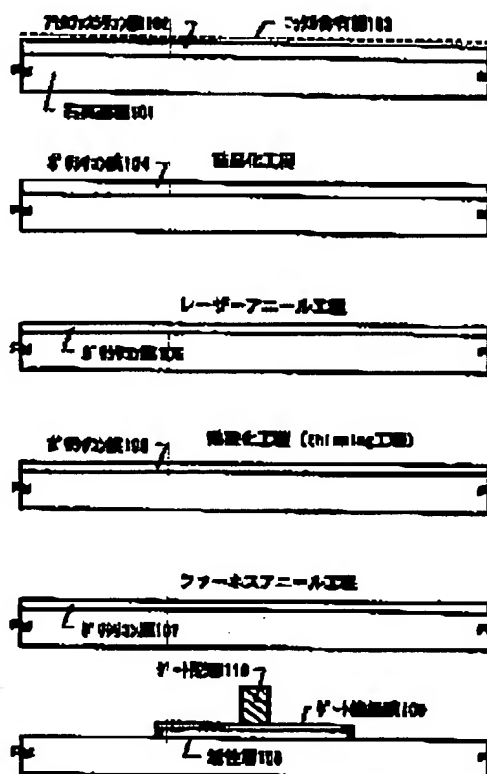 アモルファスシリコン膜102 ニッケル含有層103
石英基板101
ポリシリコン膜104 結晶化工程
レーザーアニール工程
ポリシリコン膜105
熱酸化工程 (thinning工程)
ポリシリコン膜106
ファーネスアニール工程
ポリシリコン膜107
ゲート配線110
ゲート絶縁膜109
活性層108